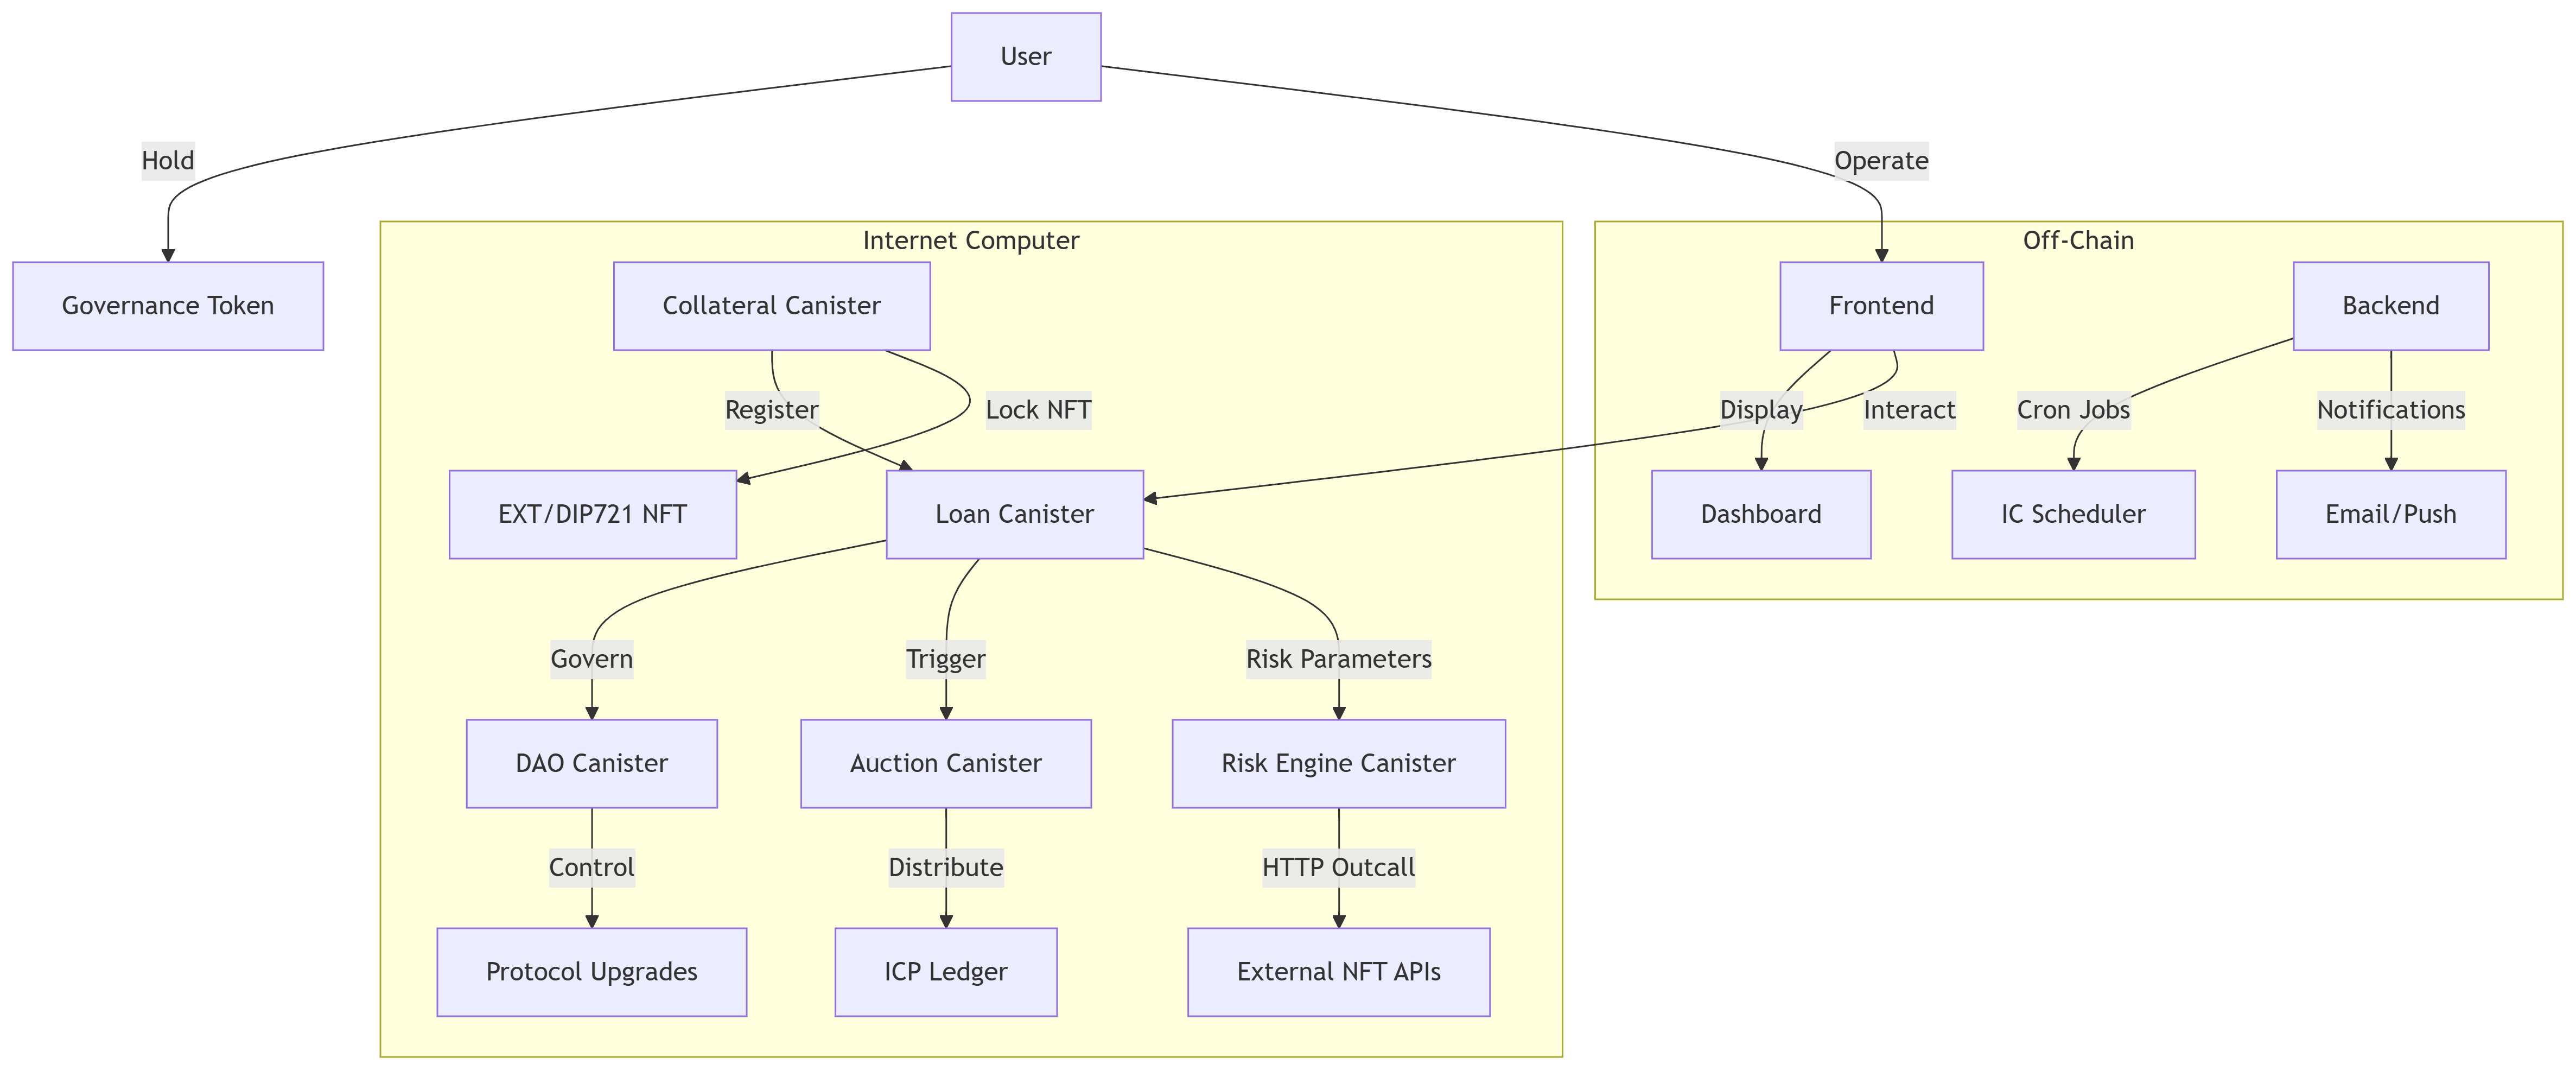 User
Hold
Operate
Internet Computer
Off-Chain
Governance Token
Collateral Canister
Frontend
Backend
Register
Lock NFT
Display
Interact
Cron Jobs
Notifications
EXT/DIP721 NFT
Loan Canister
Dashboard
IC Scheduler
Email/Push
Govern
Trigger
Risk Parameters
DAO Canister
Auction Canister
Risk Engine Canister
Control
Distribute
HTTP Outcall
Protocol Upgrades
ICP Ledger
External NFT APIs